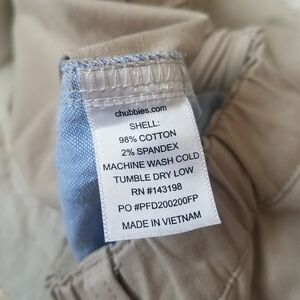 chubbies.com
SHELL:
98% COTTON
2% SPANDEX
MACHINE WASH COLD
TUMBLE DRY LOW
RN #143198
PO #PFD200200FP
MADE IN VIETNAM